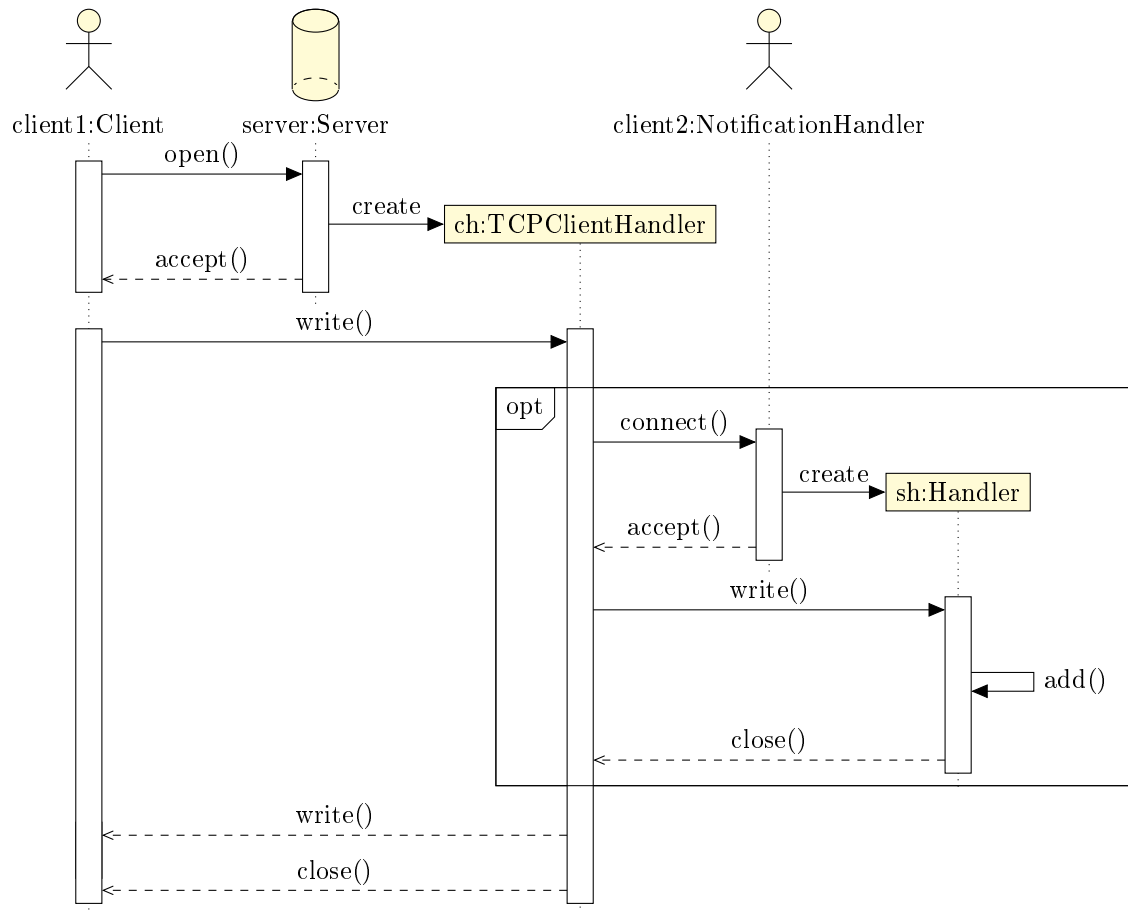 client1:Client
server:Server
client2:NotificationHandler
open()
create
ch:TCPClientHandler
accept()
write()
opt
connect()
create
sh:Handler
accept()
write()
add()
close()
write()
close()